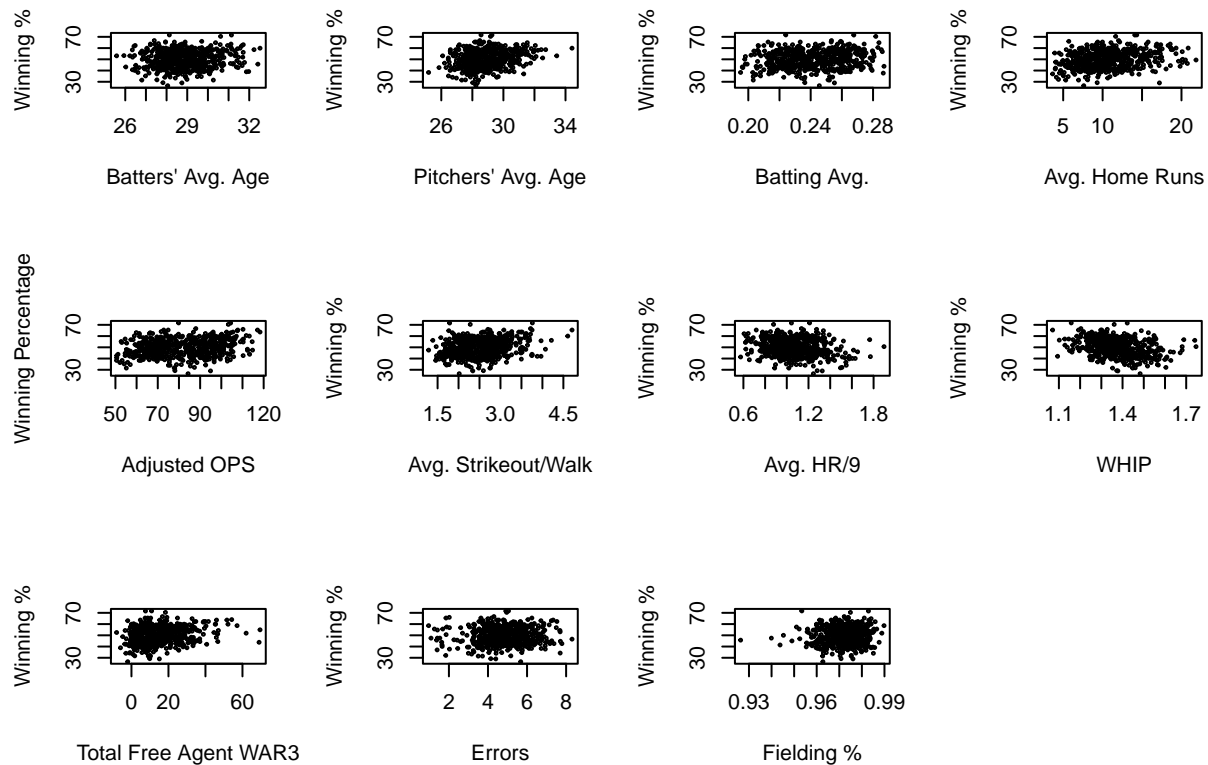 Winning %
70
30
26 29 32
Batters' Avg. Age
Winning %
70
30
26 30 34
Pitchers' Avg. Age
Winning %
70
30
0.20 0.24 0.28
Batting Avg.
Winning %
70
30
5 10 20
Avg. Home Runs
Winning Percentage
70
30
50 70 90 120
Adjusted OPS
Winning %
70
30
1.5 3.0 4.5
Avg. Strikeout/Walk
Winning %
70
30
0.6 1.2 1.8
Avg. HR/9
Winning %
70
30
1.1 1.4 1.7
WHIP
Winning %
70
30
0 20 60
Total Free Agent WAR3
Winning %
70
30
2 4 6 8
Errors
Winning %
70
30
0.93 0.96 0.99
Fielding %